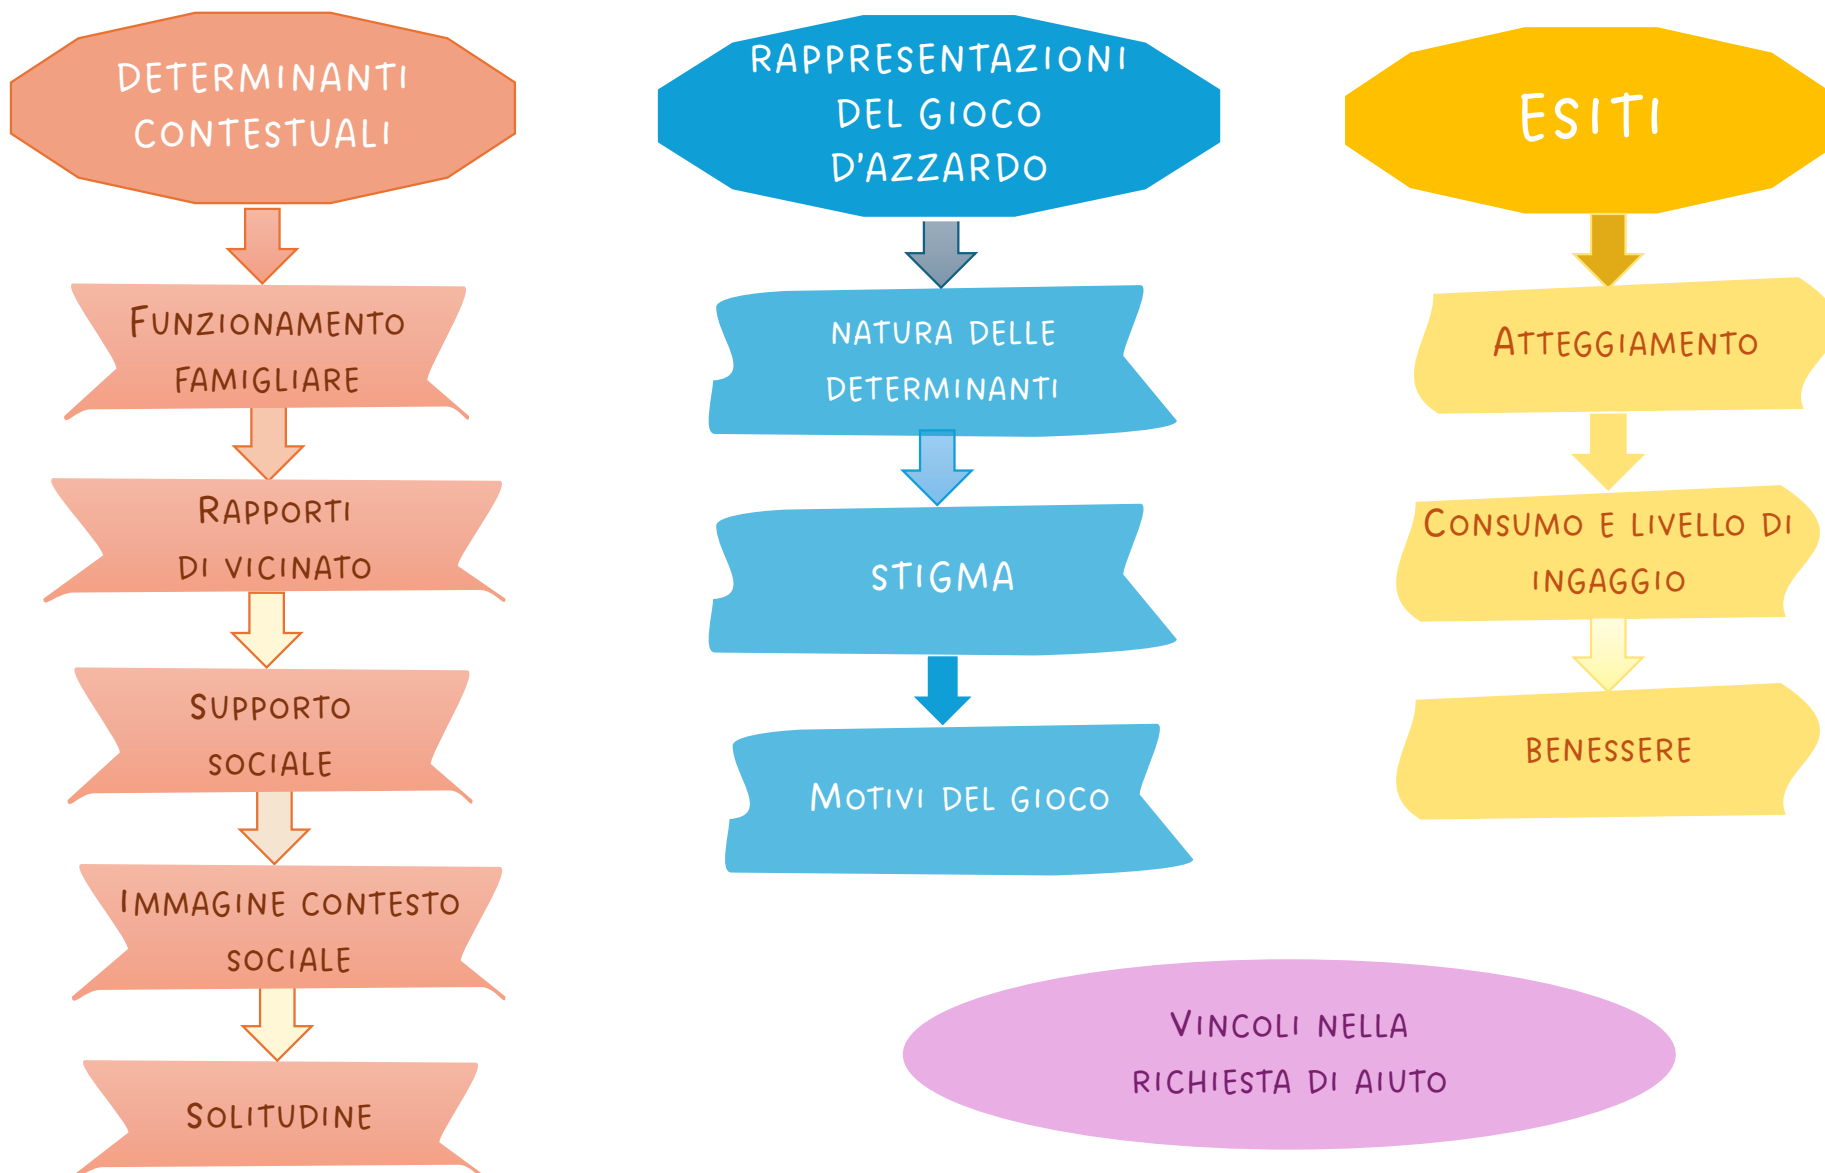 DETERMINANTI
CONTESTUALI
FUNZIONAMENTO
FAMIGLIARE
RAPPORTI
DI VICINATO
SUPPORTO
SOCIALE
IMMAGINE CONTESTO
SOCIALE
SOLITUDINE
RAPPRESENTAZIONI
DEL GIOCO
D'AZZARDO
NATURA DELLE
DETERMINANTI
STIGMA
MOTIVI DEL GIOCO
ESITI
ATTEGGIAMENTO
CONSUMO E LIVELLO DI
INGAGGIO
BENESSERE
VINCOLI NELLA
RICHIESTA DI AIUTO